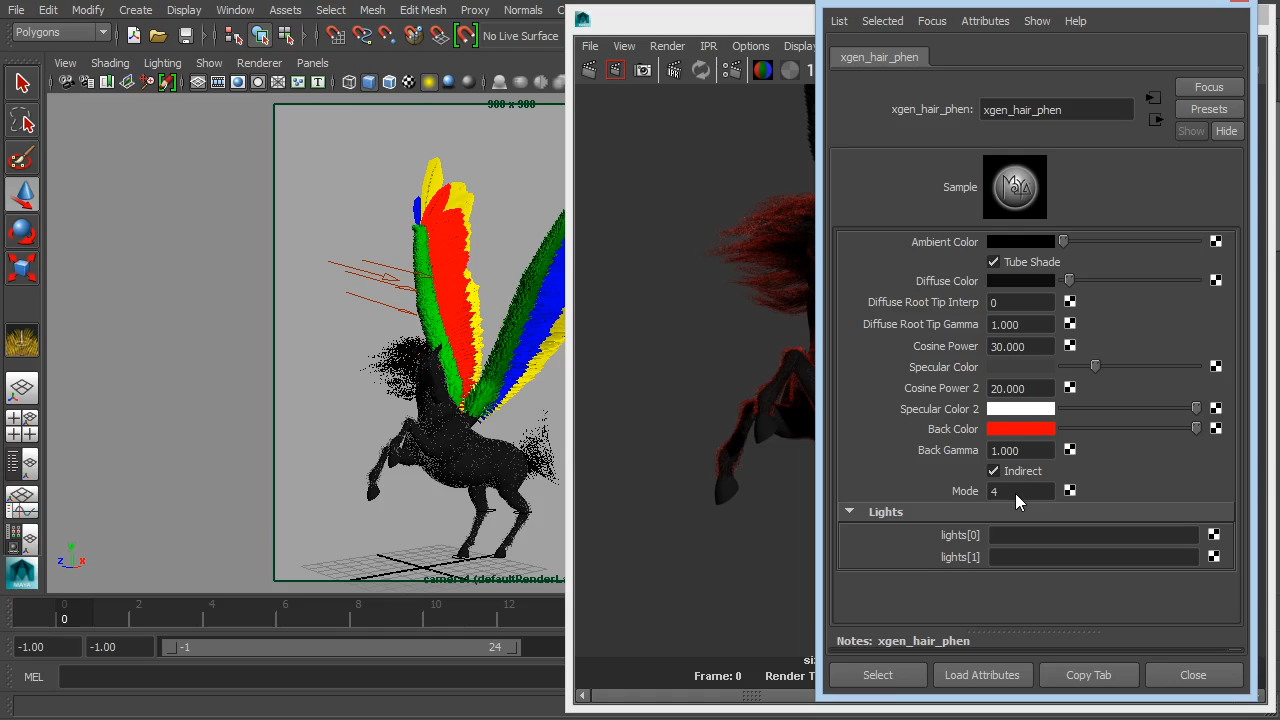 File Edit Modify Create Display Window Assets Select Mesh Edit Mesh Proxy Normals C
Polygons
No Live Surface
View Shading Lighting Show Renderer Panels
300 x 300
camera4 (defaultRenderLa
0 2 4 6 8 10 12
0
-1.00 -1.00 -1 24
MEL
File View Render IPR Options Display
1
siz
Frame: 0 Render T
List Selected Focus Attributes Show Help
xgen_hair_phen
xgen_hair_phen: xgen_hair_phen
Focus
Presets
Show Hide
Sample
MAYA
Ambient Color
Tube Shade
Diffuse Color
Diffuse Root Tip Interp 0
Diffuse Root Tip Gamma 1.000
Cosine Power 30.000
Specular Color
Cosine Power 2 20.000
Specular Color 2
Back Color
Back Gamma 1.000
Indirect
Mode 4
Lights
lights[0]
lights[1]
Notes: xgen_hair_phen
Select Load Attributes Copy Tab Close